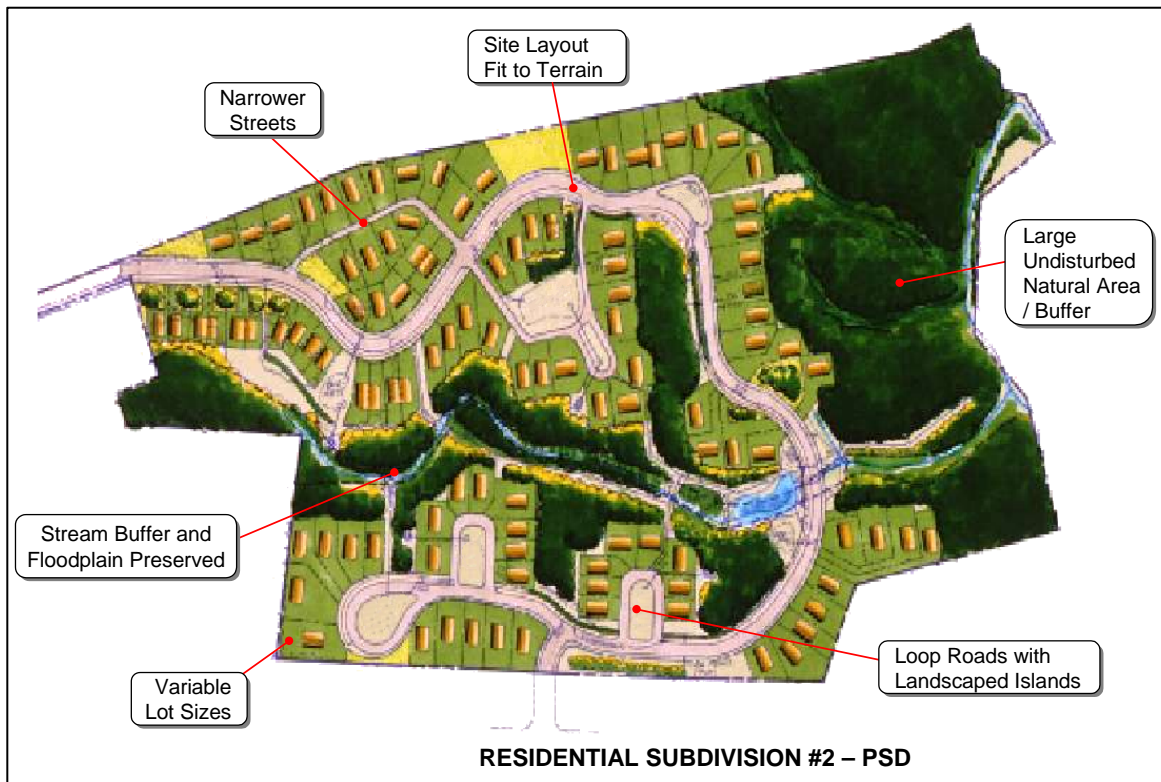 Site Layout
Fit to Terrain
Narrower
Streets
Large
Undisturbed
Natural Area
/ Buffer
Stream Buffer and
Floodplain Preserved
Loop Roads with
Landscaped Islands
Variable
Lot Sizes
RESIDENTIAL SUBDIVISION #2 – PSD